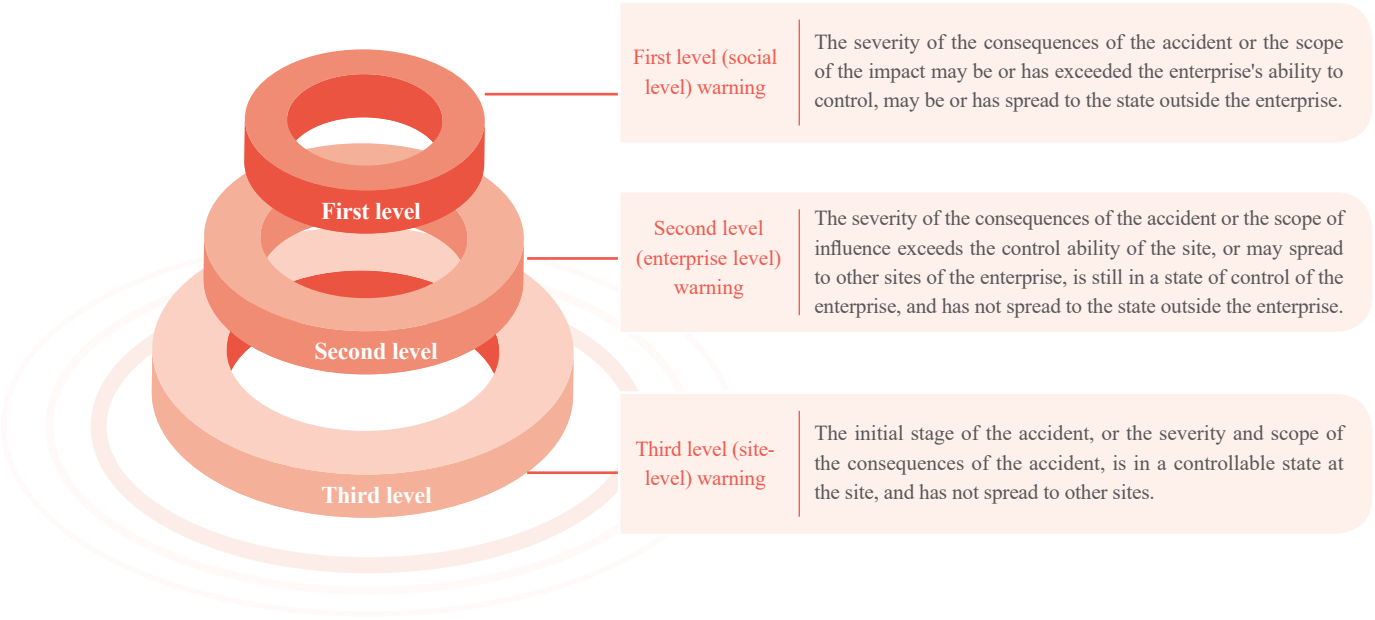 First level (social
level) warning
The severity of the consequences of the accident or the scope
of the impact may be or has exceeded the enterprise's ability to
control, may be or has spread to the state outside the enterprise.
First level
Second level
(enterprise level)
warning
The severity of the consequences of the accident or the scope of
influence exceeds the control ability of the site, or may spread
to other sites of the enterprise, is still in a state of control of the
enterprise, and has not spread to the state outside the enterprise.
Second level
Third level (site-
level) warning
The initial stage of the accident, or the severity and scope of
the consequences of the accident, is in a controllable state at
the site, and has not spread to other sites.
Third level